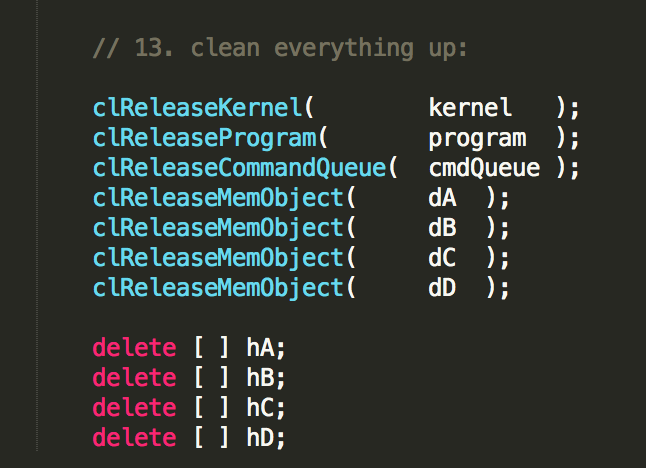 // 13. clean everything up:
clReleaseKernel(        kernel   );
clReleaseProgram(       program  );
clReleaseCommandQueue(  cmdQueue );
clReleaseMemObject(     dA  );
clReleaseMemObject(     dB  );
clReleaseMemObject(     dC  );
clReleaseMemObject(     dD  );
delete [ ] hA;
delete [ ] hB;
delete [ ] hC;
delete [ ] hD;